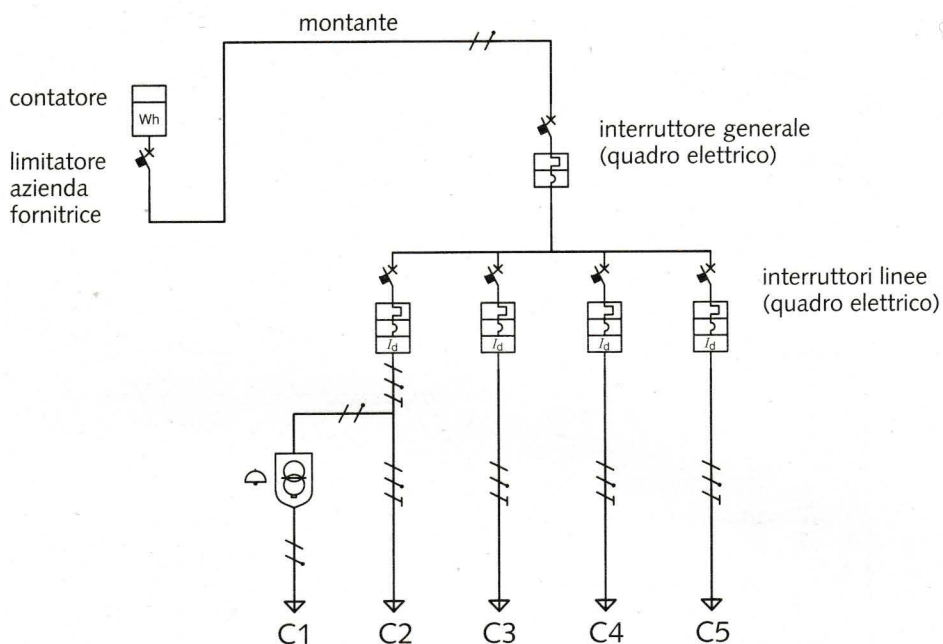 montante
contatore
Wh
limitatore
azienda
fornitrice
interruttore generale
(quadro elettrico)
interruttori linee
(quadro elettrico)
Id
Id
Id
Id
C1
C2
C3
C4
C5